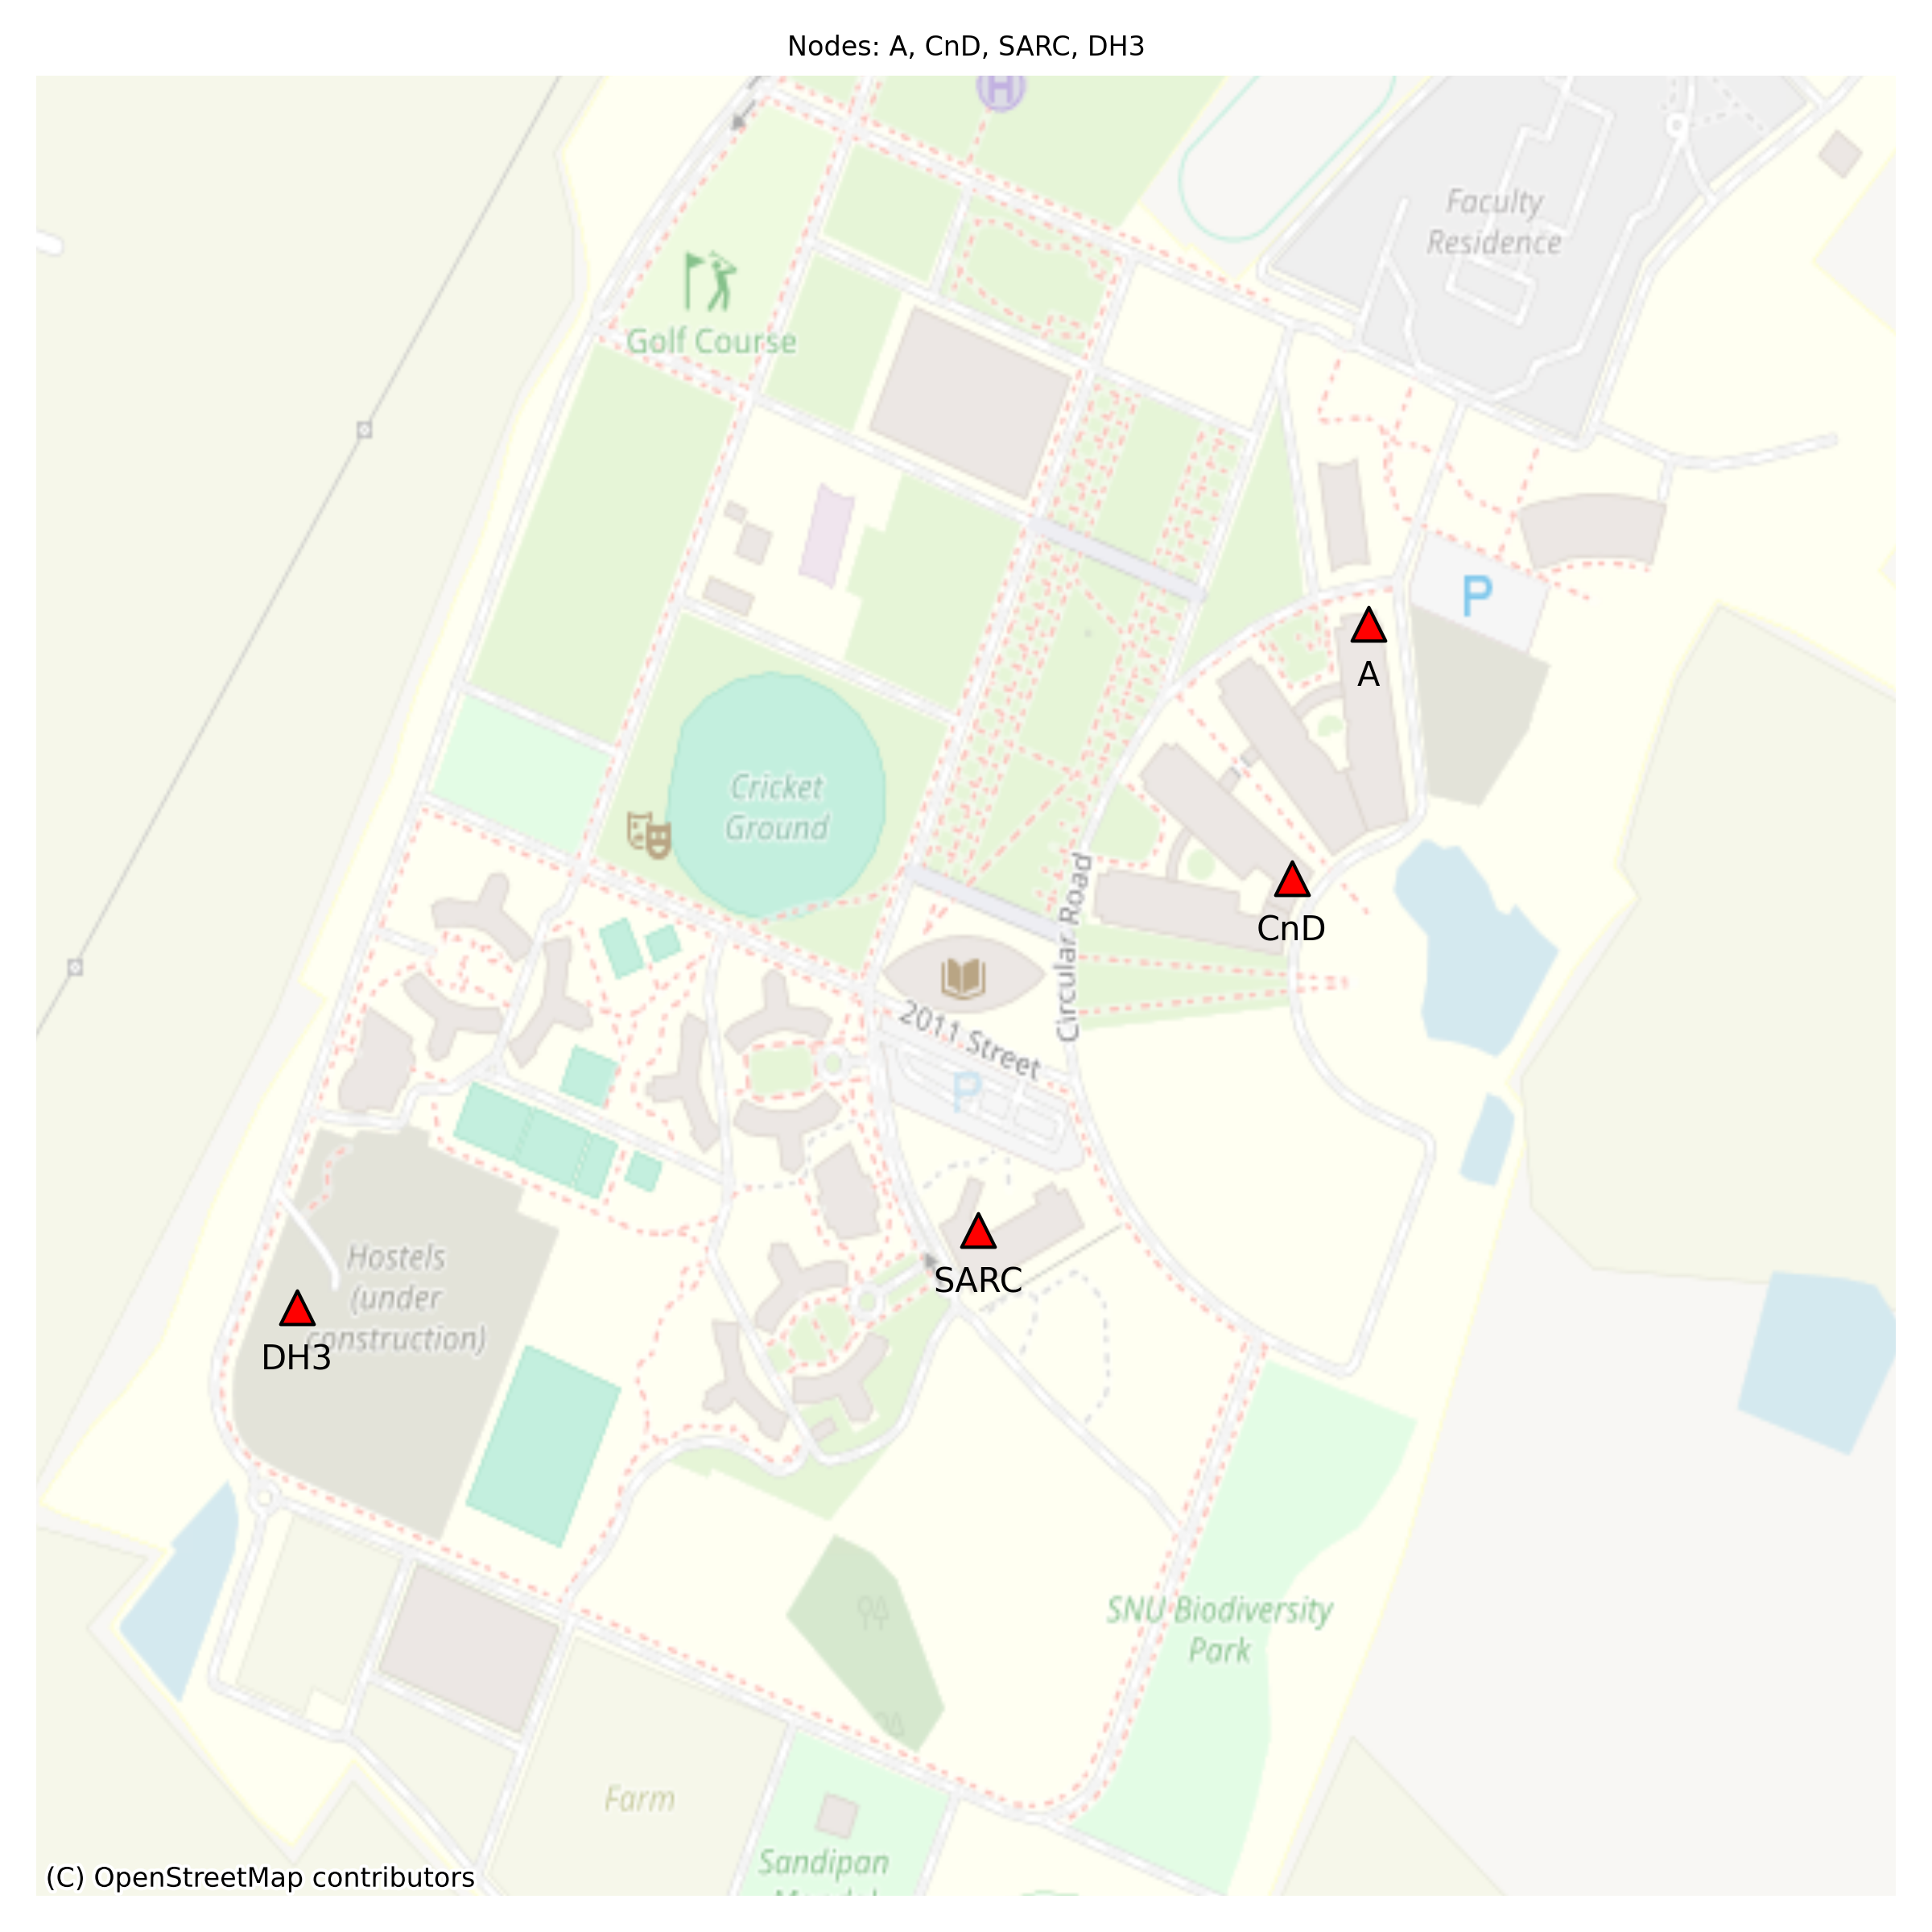 Nodes: A, CnD, SARC, DH3
H
Faculty
Residence
Golf Course
P
A
Cricket
Ground
CnD
Circular Road
2011 Street
P
SARC
Hostels
(under
construction)
DH3
SNU Biodiversity
Park
Farm
Sandipan
(C) OpenStreetMap contributors